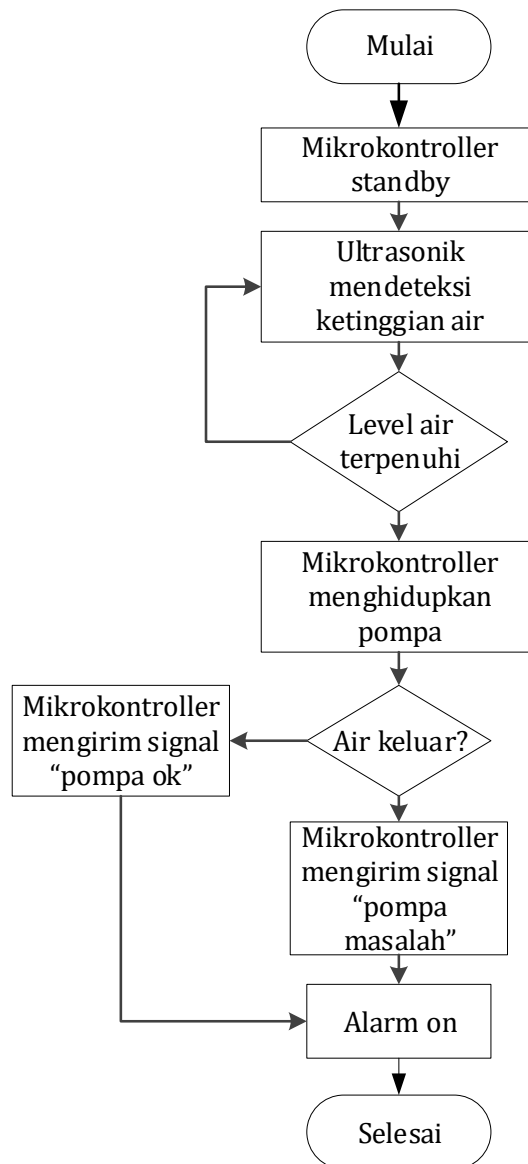 Mulai
Mikrokontroller
standby
Ultrasonik
mendeteksi
ketinggian air
Level air
terpenuhi
Mikrokontroller
menghidupkan
pompa
Air keluar?
Mikrokontroller
mengirim signal
“pompa ok”
Mikrokontroller
mengirim signal
“pompa
masalah”
Alarm on
Selesai